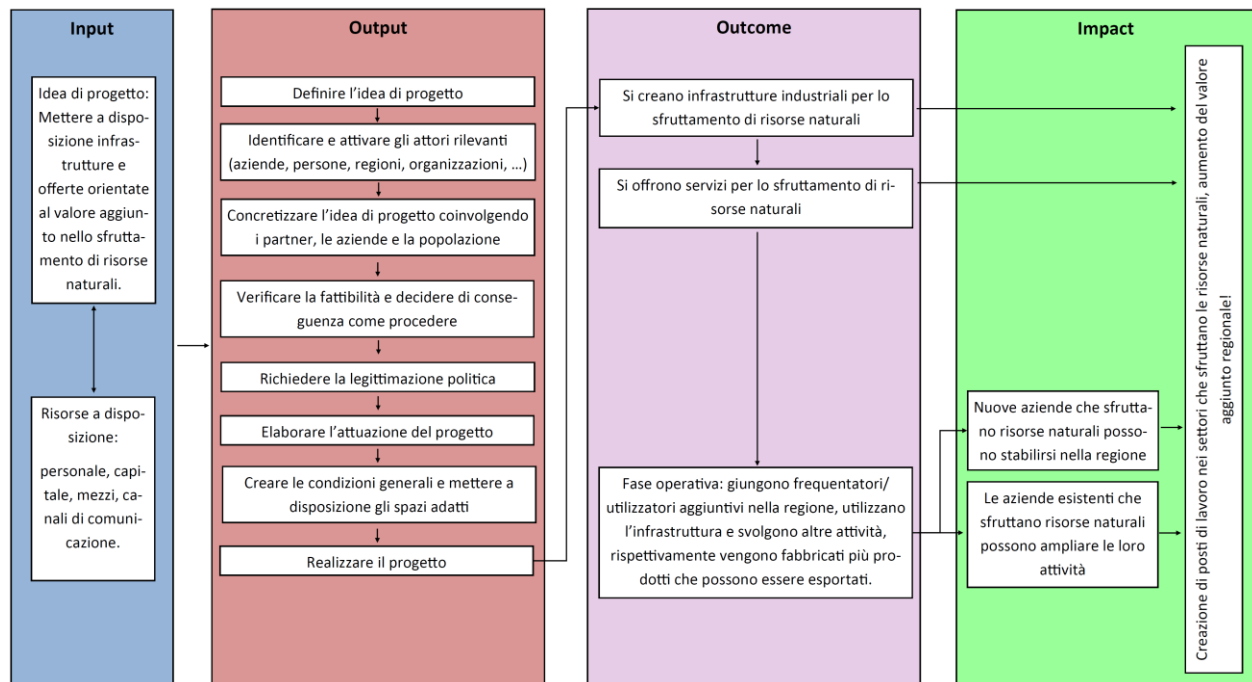 Input
Idea di progetto:
Mettere a dispo-
sizione infra-
strutture e
offerte orientate
al valore aggiun-
to nello sfrutta-
mento di risorse
naturali.
Risorse a dispo-
sizione:
personale, capi-
tale, mezzi, ca-
nali di comuni-
cazione.
Output
Definire l’idea di progetto
Identificare e attivare gli attori rilevanti
(aziende, persone, regioni, organizzazioni, …)
Concretizzare l’idea di progetto coinvolgendo
i partner, le aziende e la popolazione
Verificare la fattibilità e decidere di conse-
guenza come procedere
Richiedere la legittimazione politica
Elaborare l’attuazione del progetto
Creare le condizioni generali e mettere a
disposizione gli spazi adatti
Realizzare il progetto
Outcome
Si creano infrastrutture industriali per lo
sfruttamento di risorse naturali
Si offrono servizi per lo sfruttamento di ri-
sorse naturali
Fase operativa: giungono frequentatori/
utilizzatori aggiuntivi nella regione, utilizzano
l’infrastruttura e svolgono altre attività,
rispettivamente vengono fabbricati più pro-
dotti che possono essere esportati.
Impact
Nuove aziende che sfrutta-
no risorse naturali posso-
no stabilirsi nella regione
Le aziende esistenti che
sfruttano risorse naturali
possono ampliare le loro
attività
Creazione di posti di lavoro nei settori che sfruttano le risorse naturali, aumento del valore
aggiunto regionale!